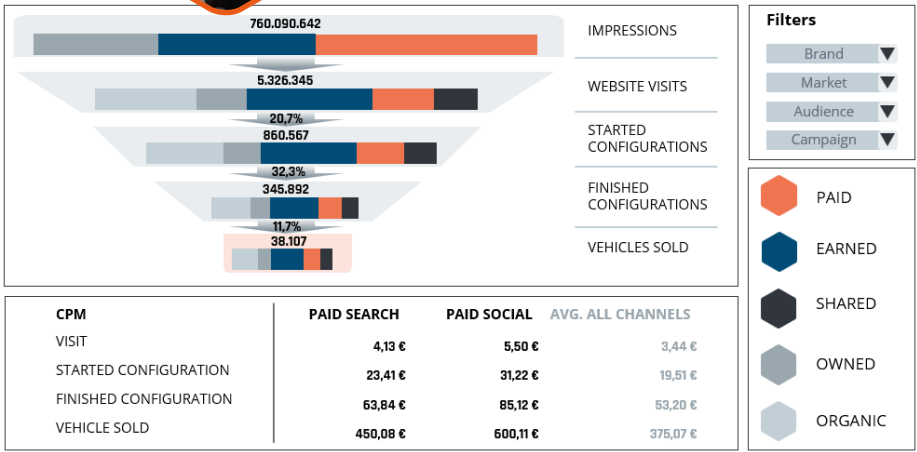 760.090.642
IMPRESSIONS
5.326.345
WEBSITE VISITS
20,7%
860.567
STARTED
CONFIGURATIONS
32,3%
345.892
FINISHED
CONFIGURATIONS
11,7%
38.107
VEHICLES SOLD
Filters
Brand
Market
Audience
Campaign
PAID
EARNED
SHARED
OWNED
ORGANIC
CPM PAID SEARCH PAID SOCIAL AVG. ALL CHANNELS
VISIT 4,13 € 5,50 € 3,44 €
STARTED CONFIGURATION 23,41 € 31,22 € 19,51 €
FINISHED CONFIGURATION 63,84 € 85,12 € 53,20 €
VEHICLE SOLD 450,08 € 600,11 € 375,07 €